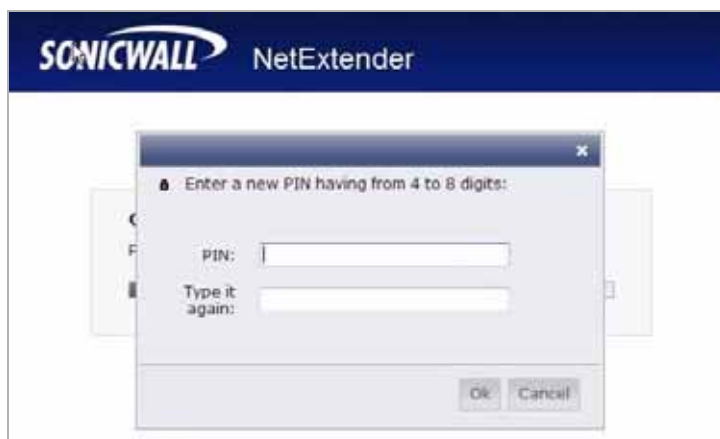 SONICWALL NetExtender
Enter a new PIN having from 4 to 8 digits:
PIN:
Type it
again:
Ok Cancel